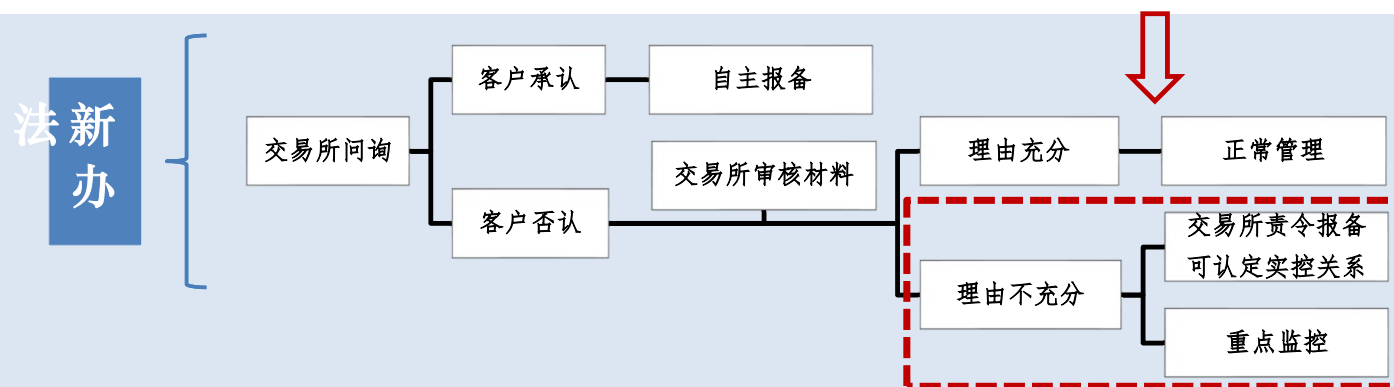 新办法
交易所问询
客户承认
自主报备
客户否认
交易所审核材料
理由充分
正常管理
理由不充分
交易所责令报备
可认定实控关系
重点监控